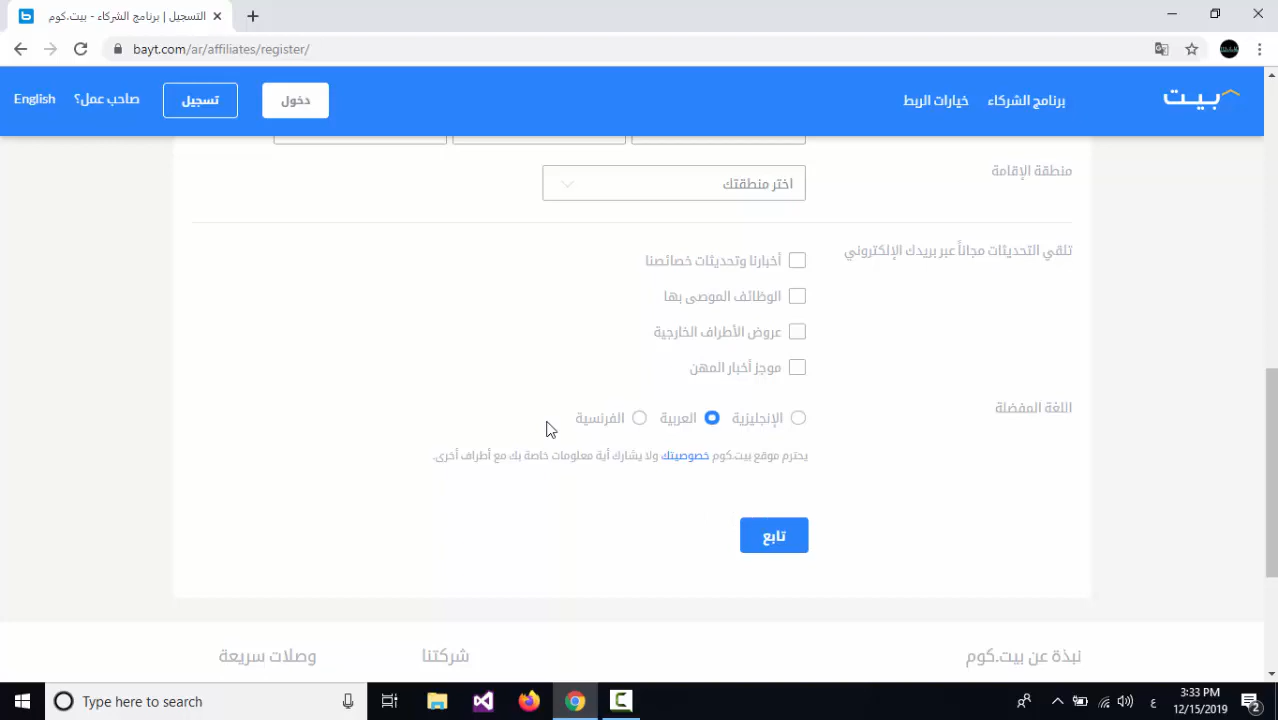 التسجيل | برنامج الشركاء - بيت.كوم
bayt.com/ar/affiliates/register/
بيت
برنامج الشركاء
خيارات الربط
دخول
تسجيل
صاحب عمل؟
English
منطقة الإقامة
اختر منطقتك
تلقي التحديثات مجاناً عبر بريدك الإلكتروني
أخبارنا وتحديثات خصائصنا
الوظائف الموصى بها
عروض الأطراف الخارجية
موجز أخبار المهن
اللغة المفضلة
الإنجليزية
العربية
الفرنسية
يحترم موقع بيت.كوم خصوصيتك ولا يشارك أية معلومات خاصة بك مع أطراف أخرى.
تابع
نبذة عن بيت.كوم
شركتنا
وصلات سريعة
Type here to search
ع
3:33 PM
12/15/2019
2